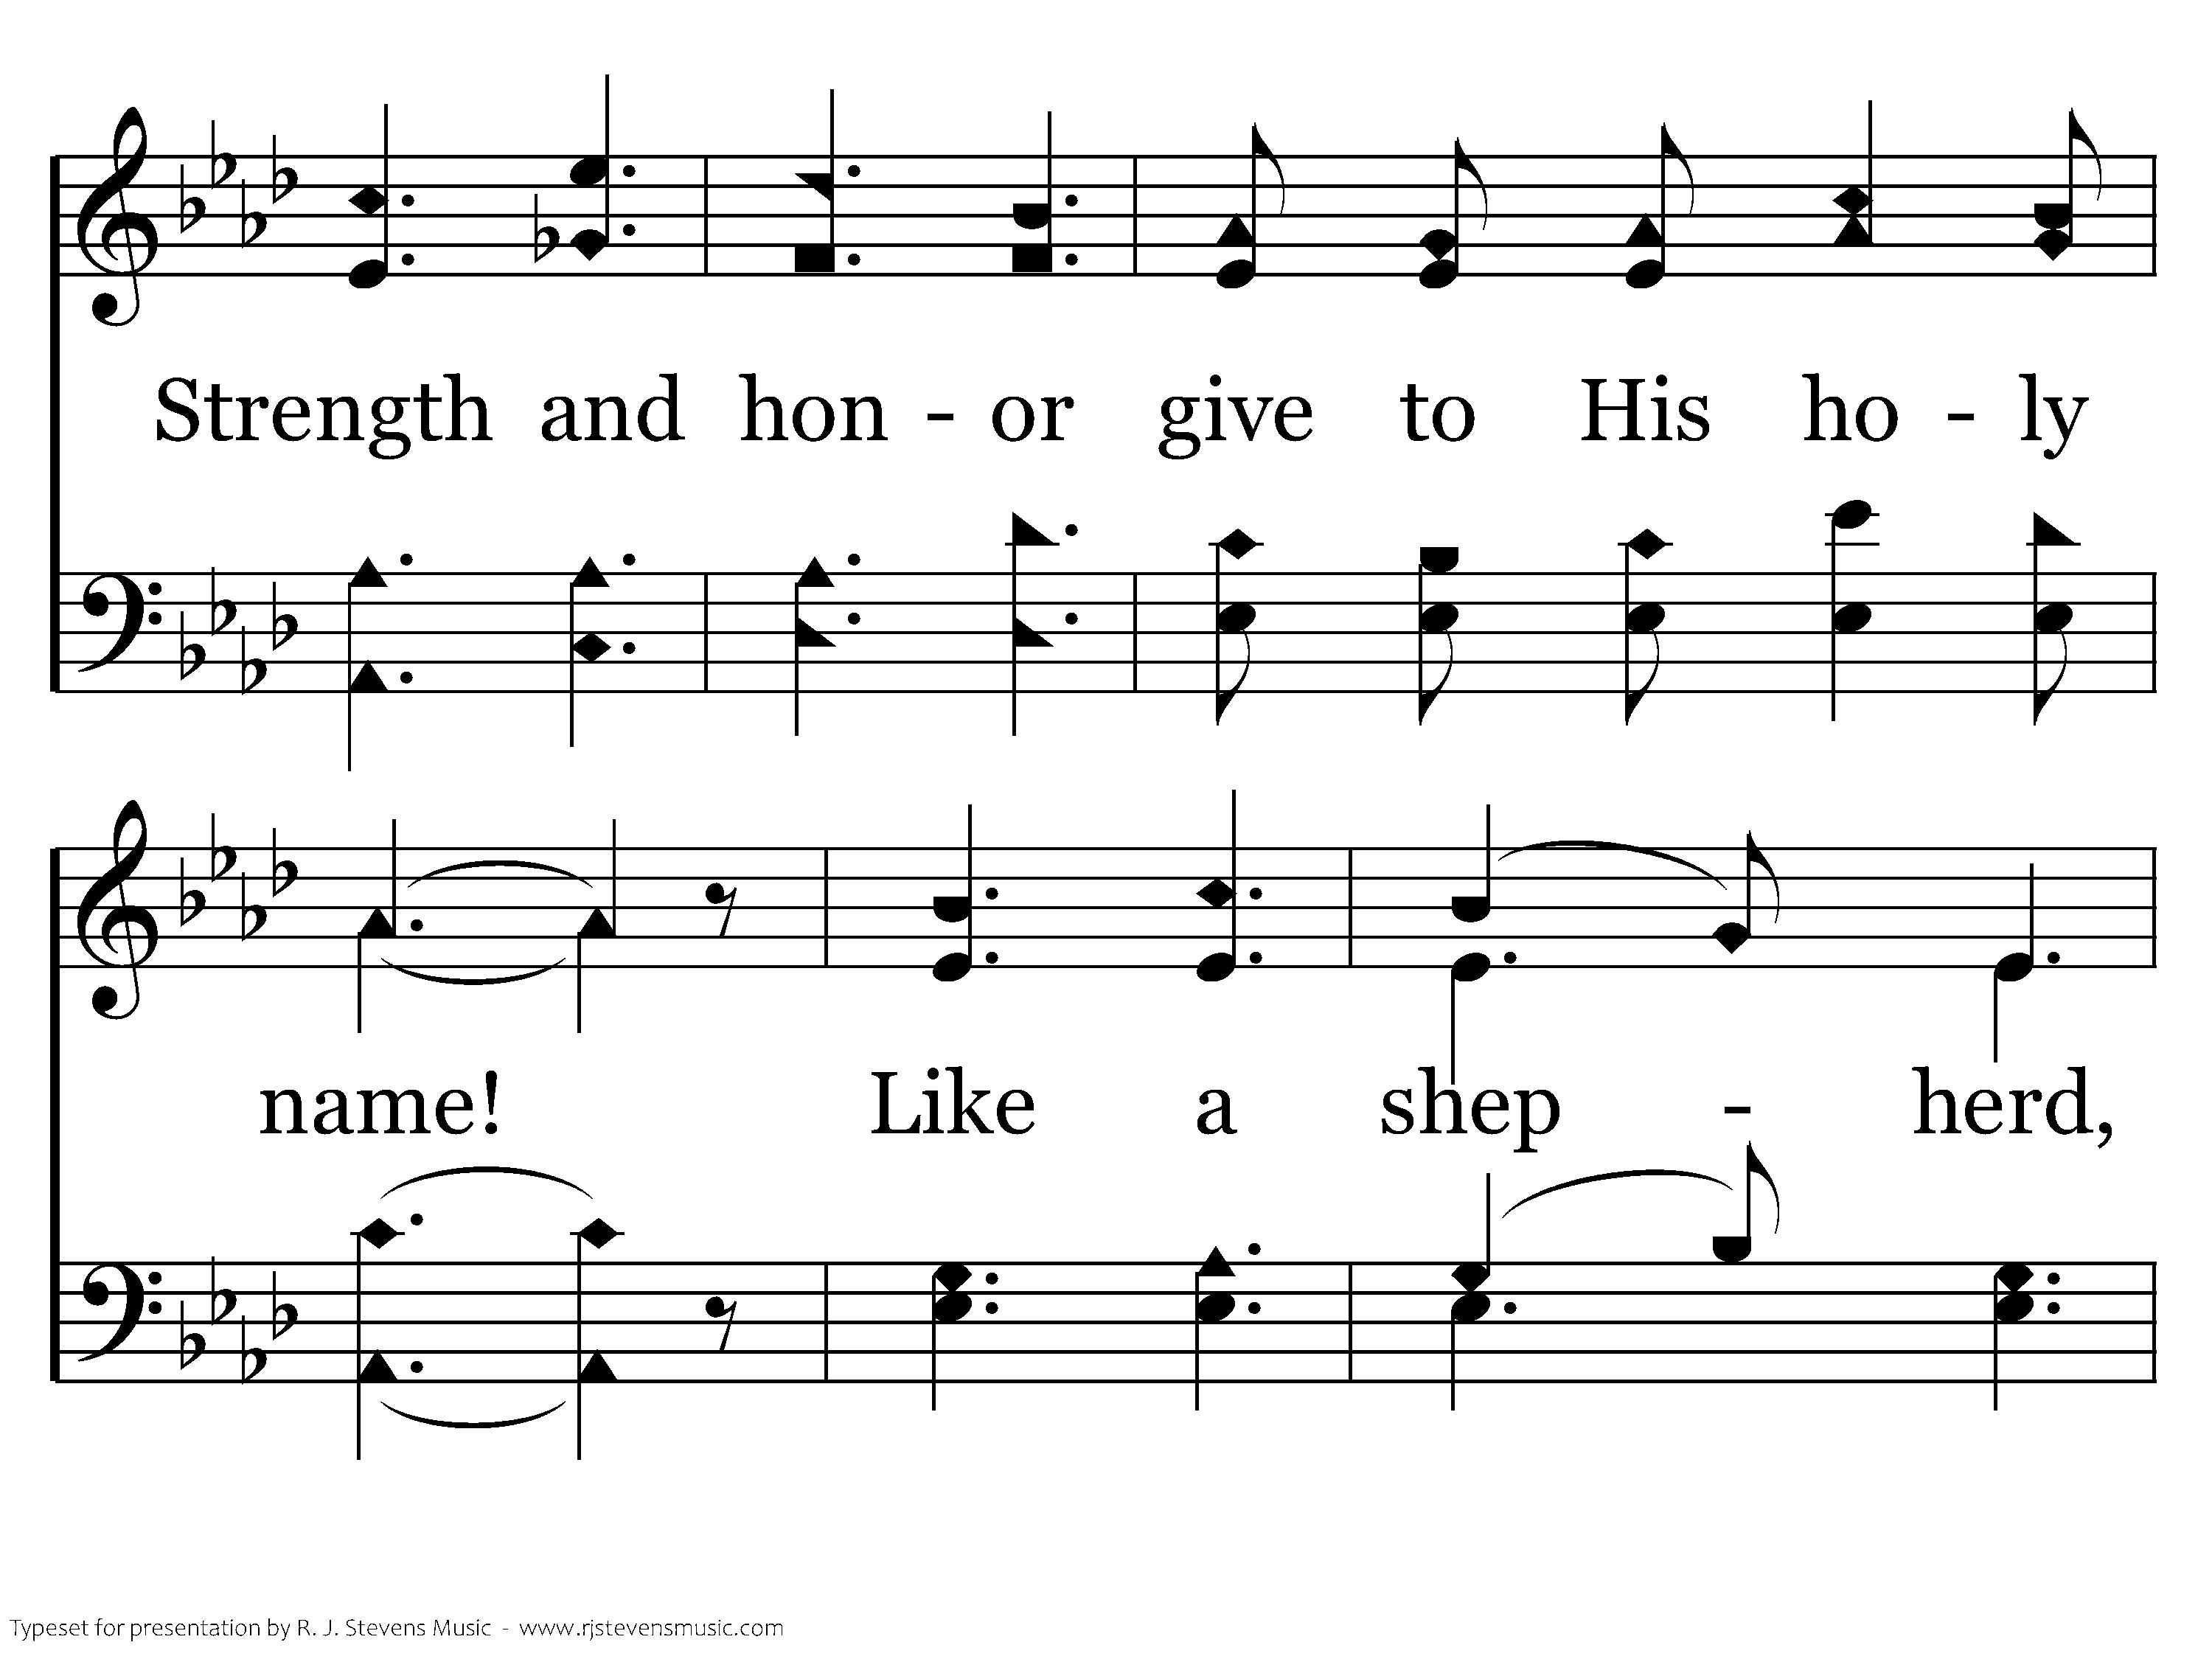 Strength and hon - or give to His ho - ly
name! Like a shep - herd,
Typeset for presentation by R. J. Stevens Music - www.rjstevensmusic.com